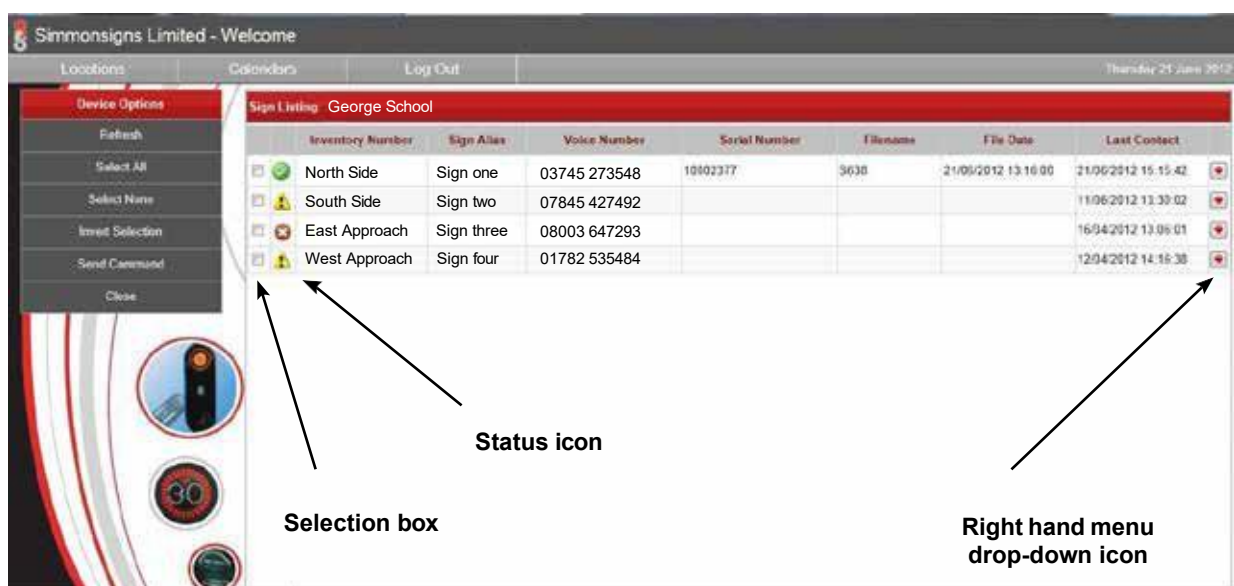 Simmonsigns Limited - Welcome
Locations Calendars Log Out Thursday 21 June 2012
Device Options
Refresh
Select All
Select None
Invert Selection
Send Command
Close
Sign Listing George School
Inventory Number Sign Alias Voice Number Serial Number Filename File Date Last Contact
North Side Sign one 03745 273548 10002377 3630 21/06/2012 13:16:00 21/06/2012 15:15:42
South Side Sign two 07845 427492 11/06/2012 13:30:02
East Approach Sign three 08003 647293 16/04/2012 13:06:01
West Approach Sign four 01782 535484 12/04/2012 14:16:38
Status icon
Selection box
Right hand menu
drop-down icon
30